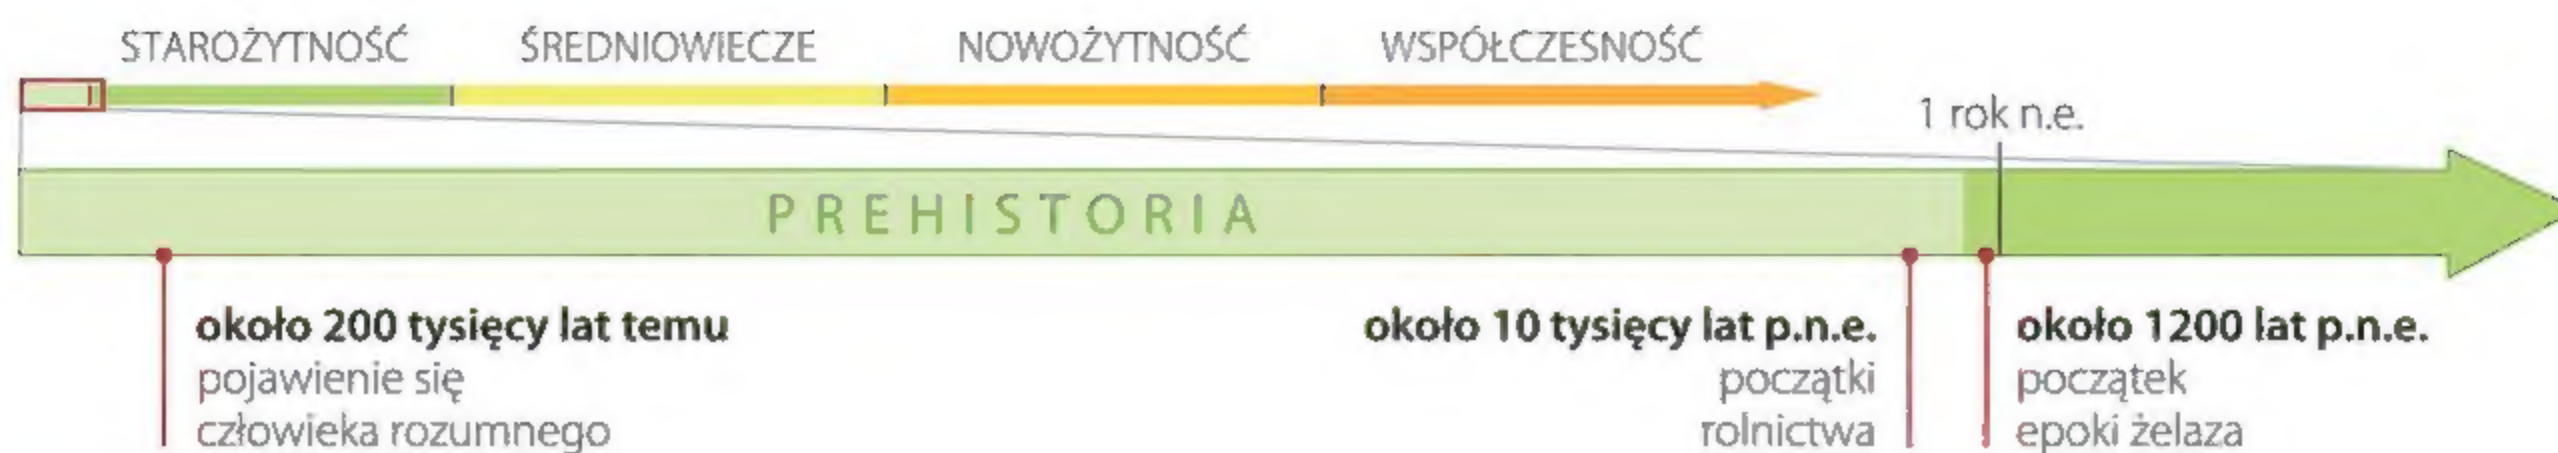 STAROŻYTNOŚĆ ŚREDNIOWIECZE NOWOŻYTNOŚĆ WSPÓŁCZESNOŚĆ
1 rok n.e.
PREHISTORIA
około 200 tysięcy lat temu
pojawienie się
człowieka rozumnego
około 10 tysięcy lat p.n.e.
początki
rolnictwa
około 1200 lat p.n.e.
początek
epoki żelaza